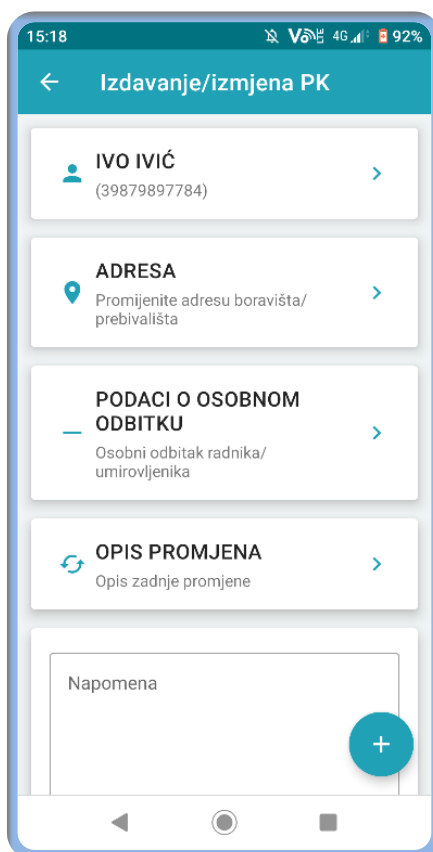 15:18
4G 92%
Izdavanje/izmjena PK
IVO IVIĆ
(39879897784)
ADRESA
Promijenite adresu boravišta/
prebivališta
PODACI O OSOBNOM
ODBITKU
Osobni odbitak radnika/
umirovljenika
OPIS PROMJENA
Opis zadnje promjene
Napomena